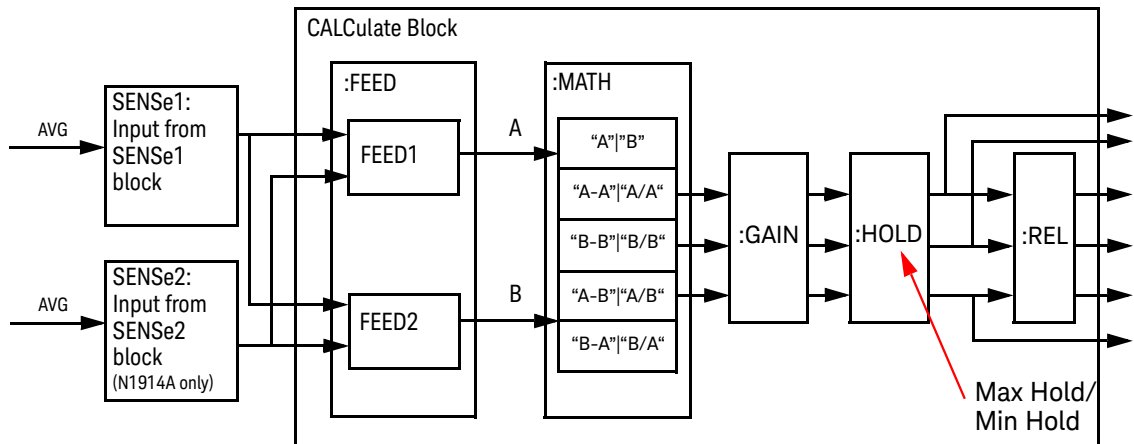 CALCulate Block
AVG
SENSe1:
Input from
SENSe1
block
AVG
SENSe2:
Input from
SENSe2
block
(N1914A only)
:FEED
FEED1
FEED2
A
B
:MATH
“A”|”B”
“A-A”|“A/A“
“B-B”|“B/B“
“A-B”|“A/B“
“B-A”|“B/A“
:GAIN
:HOLD
:REL
Max Hold/
Min Hold